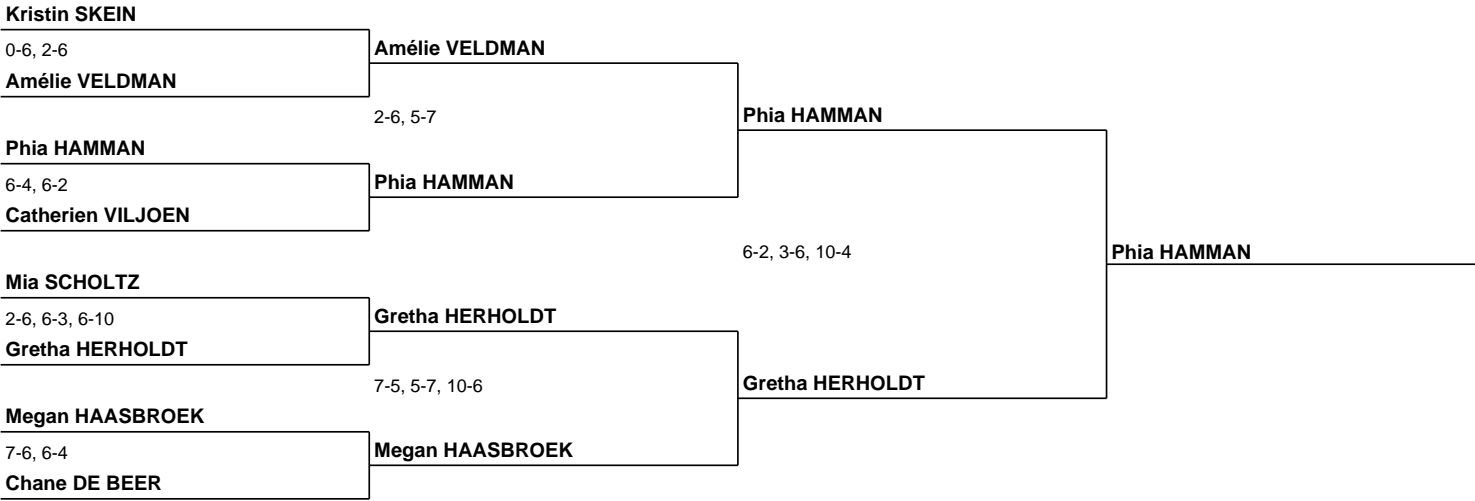 Kristin SKEIN
0-6, 2-6
Amélie VELDMAN
Amélie VELDMAN
2-6, 5-7
Phia HAMMAN
Phia HAMMAN
6-4, 6-2
Phia HAMMAN
Catherien VILJOEN
6-2, 3-6, 10-4
Phia HAMMAN
Mia SCHOLTZ
2-6, 6-3, 6-10
Gretha HERHOLDT
Gretha HERHOLDT
7-5, 5-7, 10-6
Gretha HERHOLDT
Megan HAASBROEK
7-6, 6-4
Megan HAASBROEK
Chane DE BEER